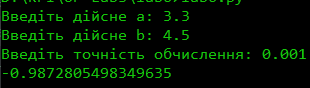 Введіть дійсне a: 3.3
Введіть дійсне b: 4.5
Введіть точність обчислення: 0.001
-0.9872805498349635